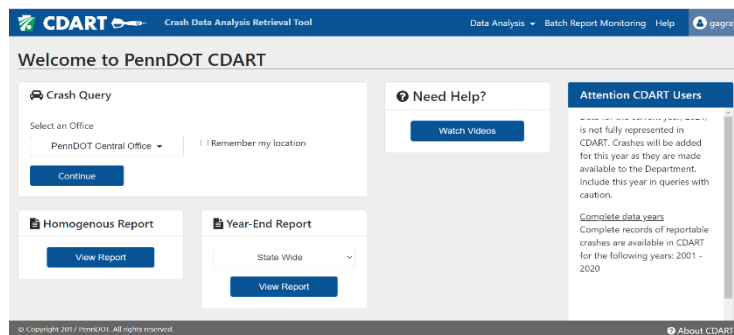 CDART Crash Data Analysis Retrieval Tool Data Analysis Batch Report Monitoring Help
Welcome to PennDOT CDART
Crash Query
Select an Office
PennDOT Central Office
Remember my location
Continue
Need Help?
Watch Videos
Attention CDART Users
is not fully represented in
CDART. Crashes will be added
for this year as they are made
available to the Department.
Include this year in queries with
caution.
Complete data years
Complete records of reportable
crashes are available in CDART
for the following years: 2001 -
2020
Homogenous Report
View Report
Year-End Report
State Wide
View Report
© Copyright 2017 PennDOT. All rights reserved.
About CDART